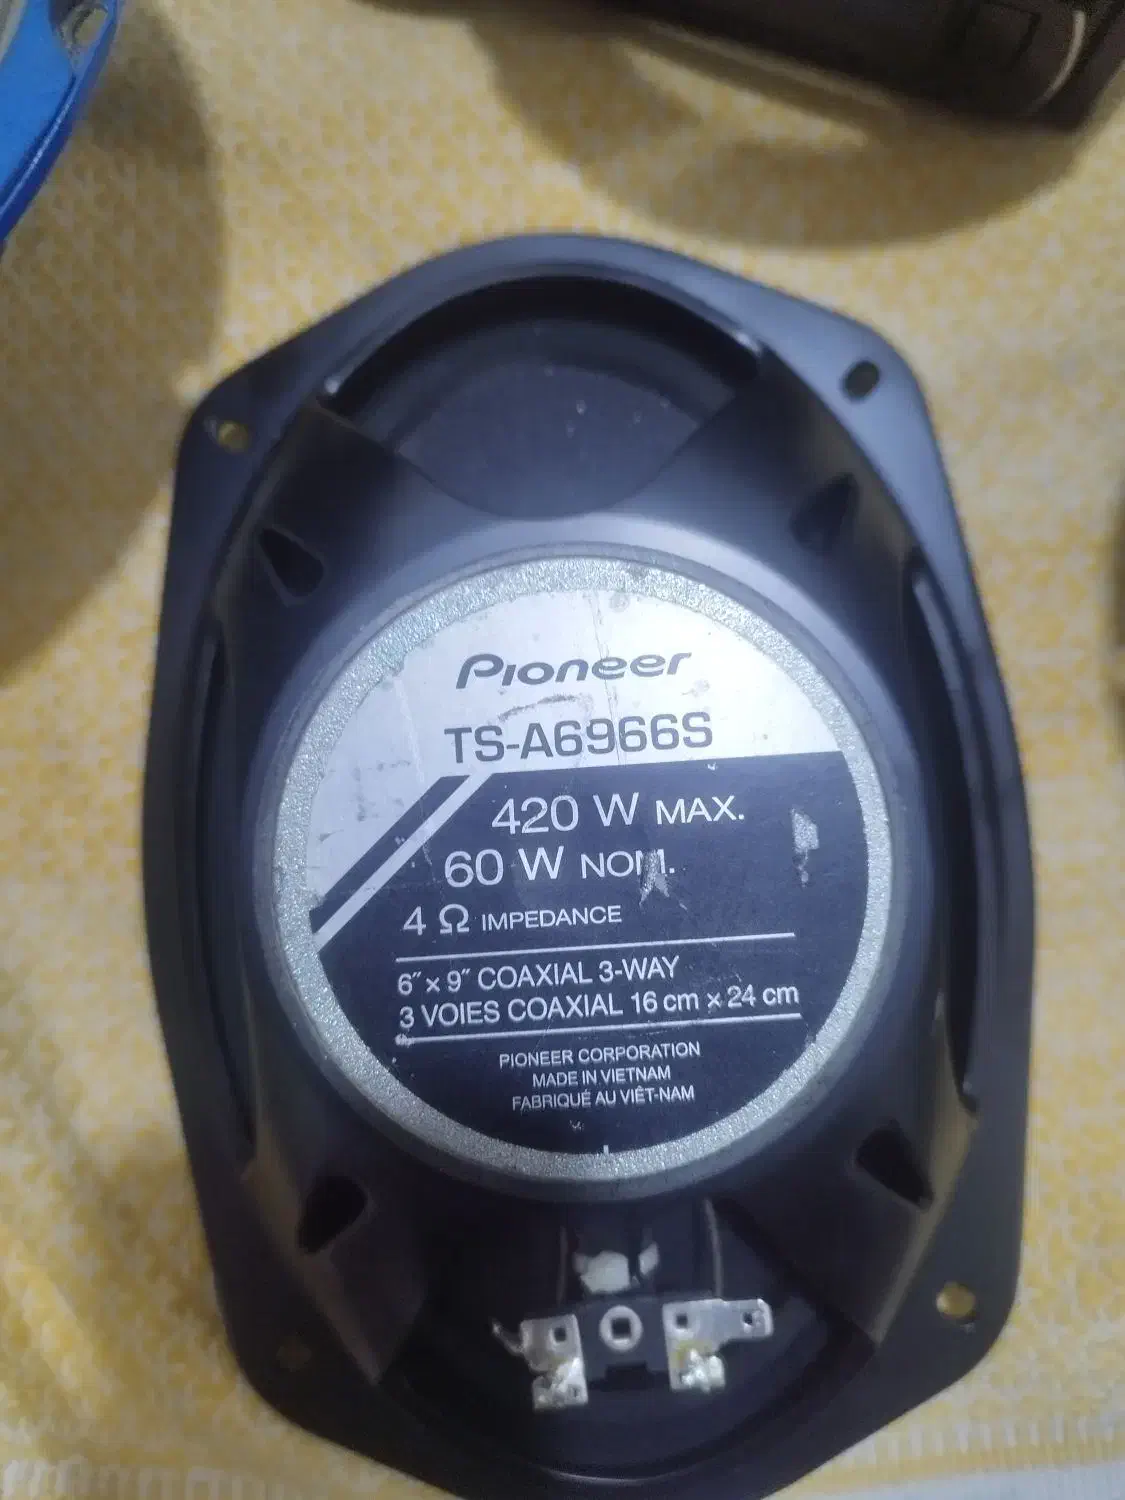 Pioneer
TS-A6966S
420 W MAX.
60 W NOM.
4 Ω IMPEDANCE
6″ x 9″ COAXIAL 3-WAY
3 VOIES COAXIAL 16 cm x 24 cm
PIONEER CORPORATION
MADE IN VIETNAM
FABRIQUÉ AU VIÊT-NAM